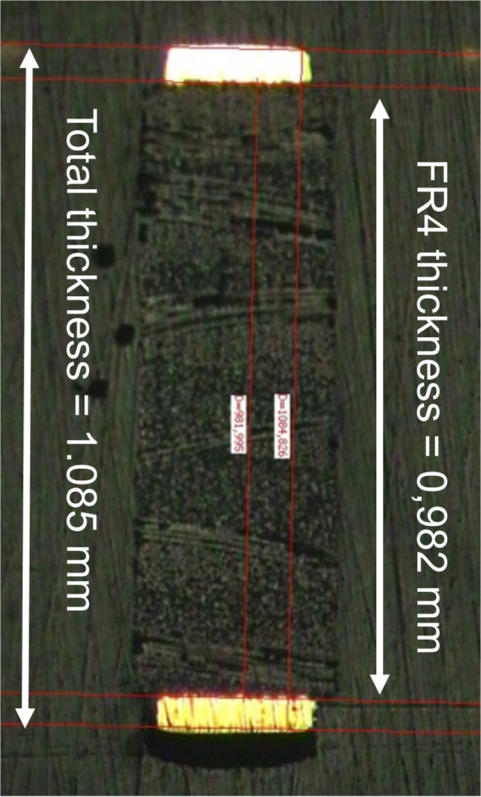 FR4 thickness = 0,982 mm
D=1084,826
D=981,995
Total thickness = 1.085 mm